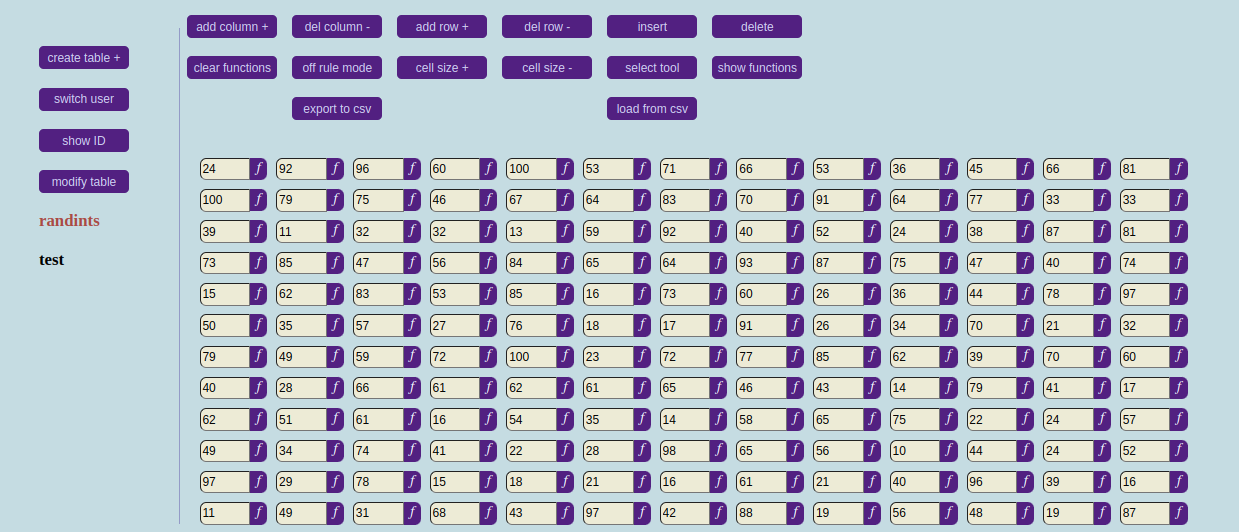 add column + del column - add row + del row - insert delete
create table +
clear functions off rule mode cell size + cell size - select tool show functions
switch user
export to csv load from csv
show ID
24 f 92 f 96 f 60 f 100 f 53 f 71 f 66 f 53 f 36 f 45 f 66 f 81 f
modify table
100 f 79 f 75 f 46 f 67 f 64 f 83 f 70 f 91 f 64 f 77 f 33 f 33 f
randints
39 f 11 f 32 f 32 f 13 f 59 f 92 f 40 f 52 f 24 f 38 f 87 f 81 f
test
73 f 85 f 47 f 56 f 84 f 65 f 64 f 93 f 87 f 75 f 47 f 40 f 74 f
15 f 62 f 83 f 53 f 85 f 16 f 73 f 60 f 26 f 36 f 44 f 78 f 97 f
50 f 35 f 57 f 27 f 76 f 18 f 17 f 91 f 26 f 34 f 70 f 21 f 32 f
79 f 49 f 59 f 72 f 100 f 23 f 72 f 77 f 85 f 62 f 39 f 70 f 60 f
40 f 28 f 66 f 61 f 62 f 61 f 65 f 46 f 43 f 14 f 79 f 41 f 17 f
62 f 51 f 61 f 16 f 54 f 35 f 14 f 58 f 65 f 75 f 22 f 24 f 57 f
49 f 34 f 74 f 41 f 22 f 28 f 98 f 65 f 56 f 10 f 44 f 24 f 52 f
97 f 29 f 78 f 15 f 18 f 21 f 16 f 61 f 21 f 40 f 96 f 39 f 16 f
11 f 49 f 31 f 68 f 43 f 97 f 42 f 88 f 19 f 56 f 48 f 19 f 87 f